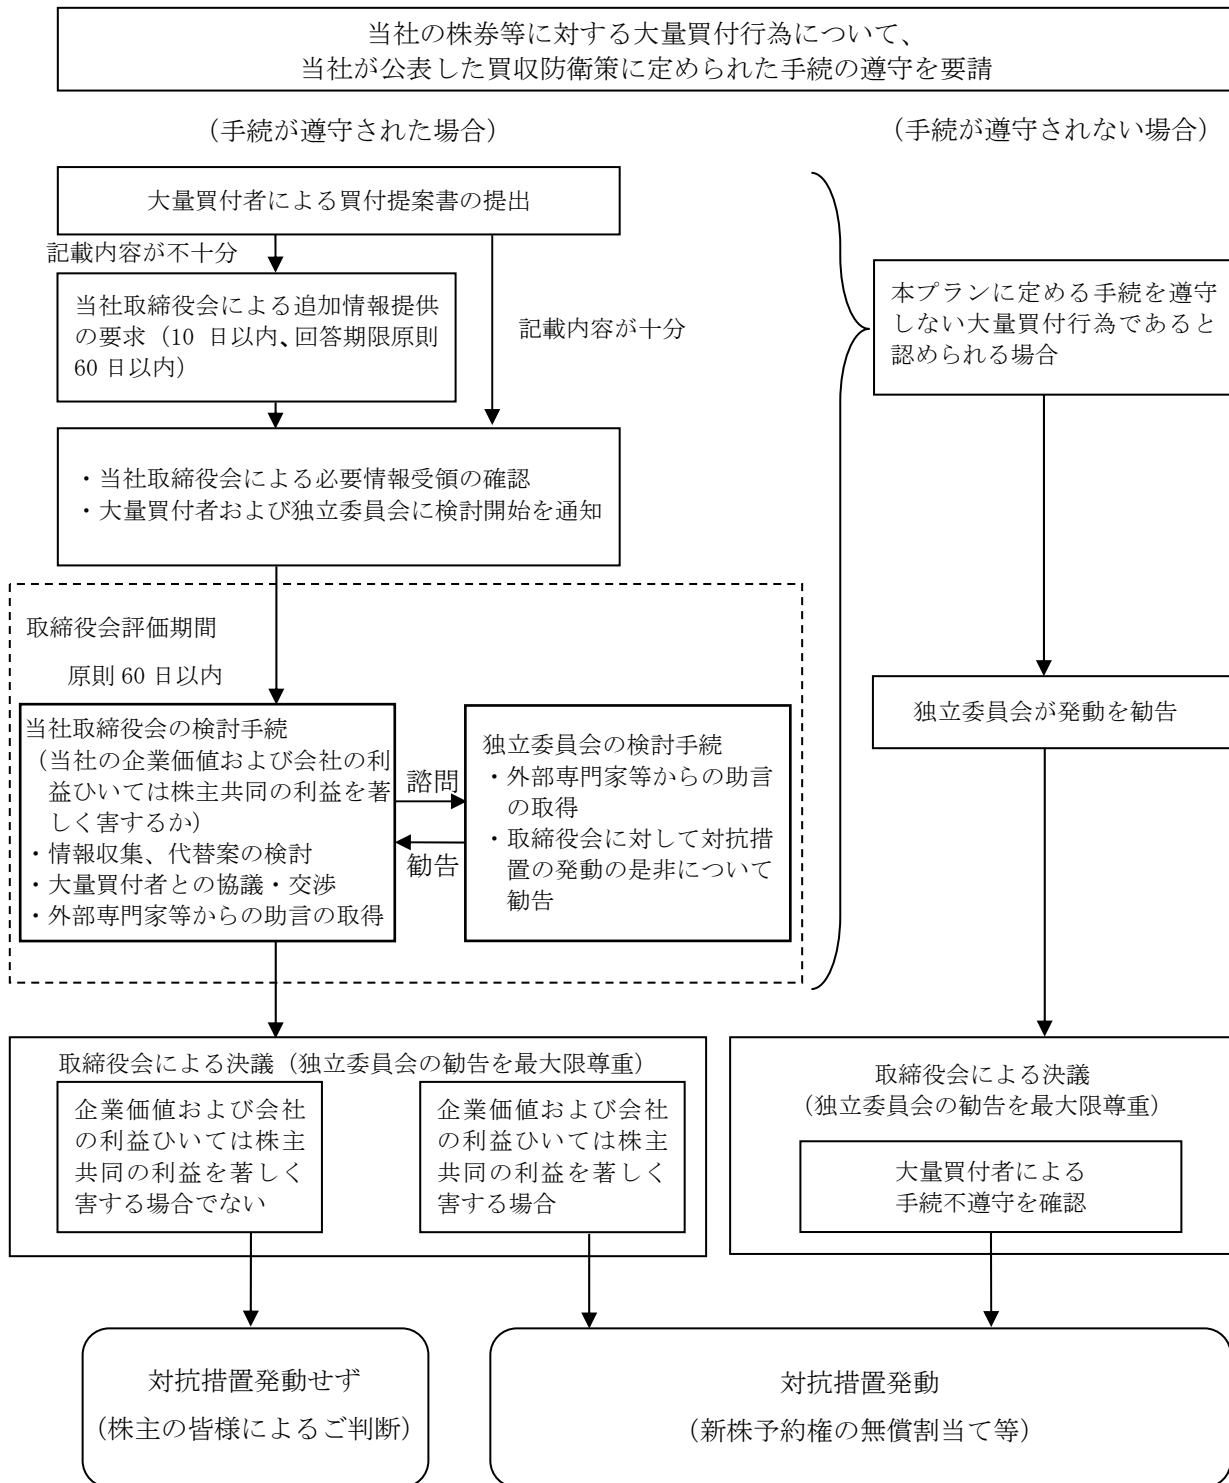 当社の株券等に対する大量買付行為について、
当社が公表した買収防衛策に定められた手続の遵守を要請
（手続が遵守された場合）
（手続が遵守されない場合）
大量買付者による買付提案書の提出
記載内容が不十分
当社取締役会による追加情報提供
の要求（10 日以内、回答期限原則
60 日以内）
記載内容が十分
本プランに定める手続を遵守
しない大量買付行為であると
認められる場合
・当社取締役会による必要情報受領の確認
・大量買付者および独立委員会に検討開始を通知
取締役会評価期間
原則 60 日以内
当社取締役会の検討手続
（当社の企業価値および会社の利
益ひいては株主共同の利益を著
しく害するか）
・情報収集、代替案の検討
・大量買付者との協議・交渉
・外部専門家等からの助言の取得
諮問
勧告
独立委員会の検討手続
・外部専門家等からの助言
の取得
・取締役会に対して対抗措
置の発動の是非について
勧告
独立委員会が発動を勧告
取締役会による決議（独立委員会の勧告を最大限尊重）
企業価値および会社
の利益ひいては株主
共同の利益を著しく
害する場合でない
企業価値および会社
の利益ひいては株主
共同の利益を著しく
害する場合
取締役会による決議
（独立委員会の勧告を最大限尊重）
大量買付者による
手続不遵守を確認
対抗措置発動せず
（株主の皆様によるご判断）
対抗措置発動
（新株予約権の無償割当て等）